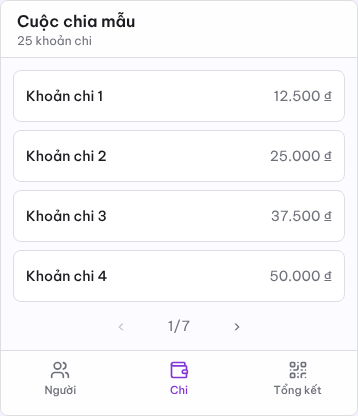 Cuộc chia mẫu
25 khoản chi
Khoản chi 1 12.500 ₫
Khoản chi 2 25.000 ₫
Khoản chi 3 37.500 ₫
Khoản chi 4 50.000 ₫
‹ 1/7 ›
Người Chi Tổng kết